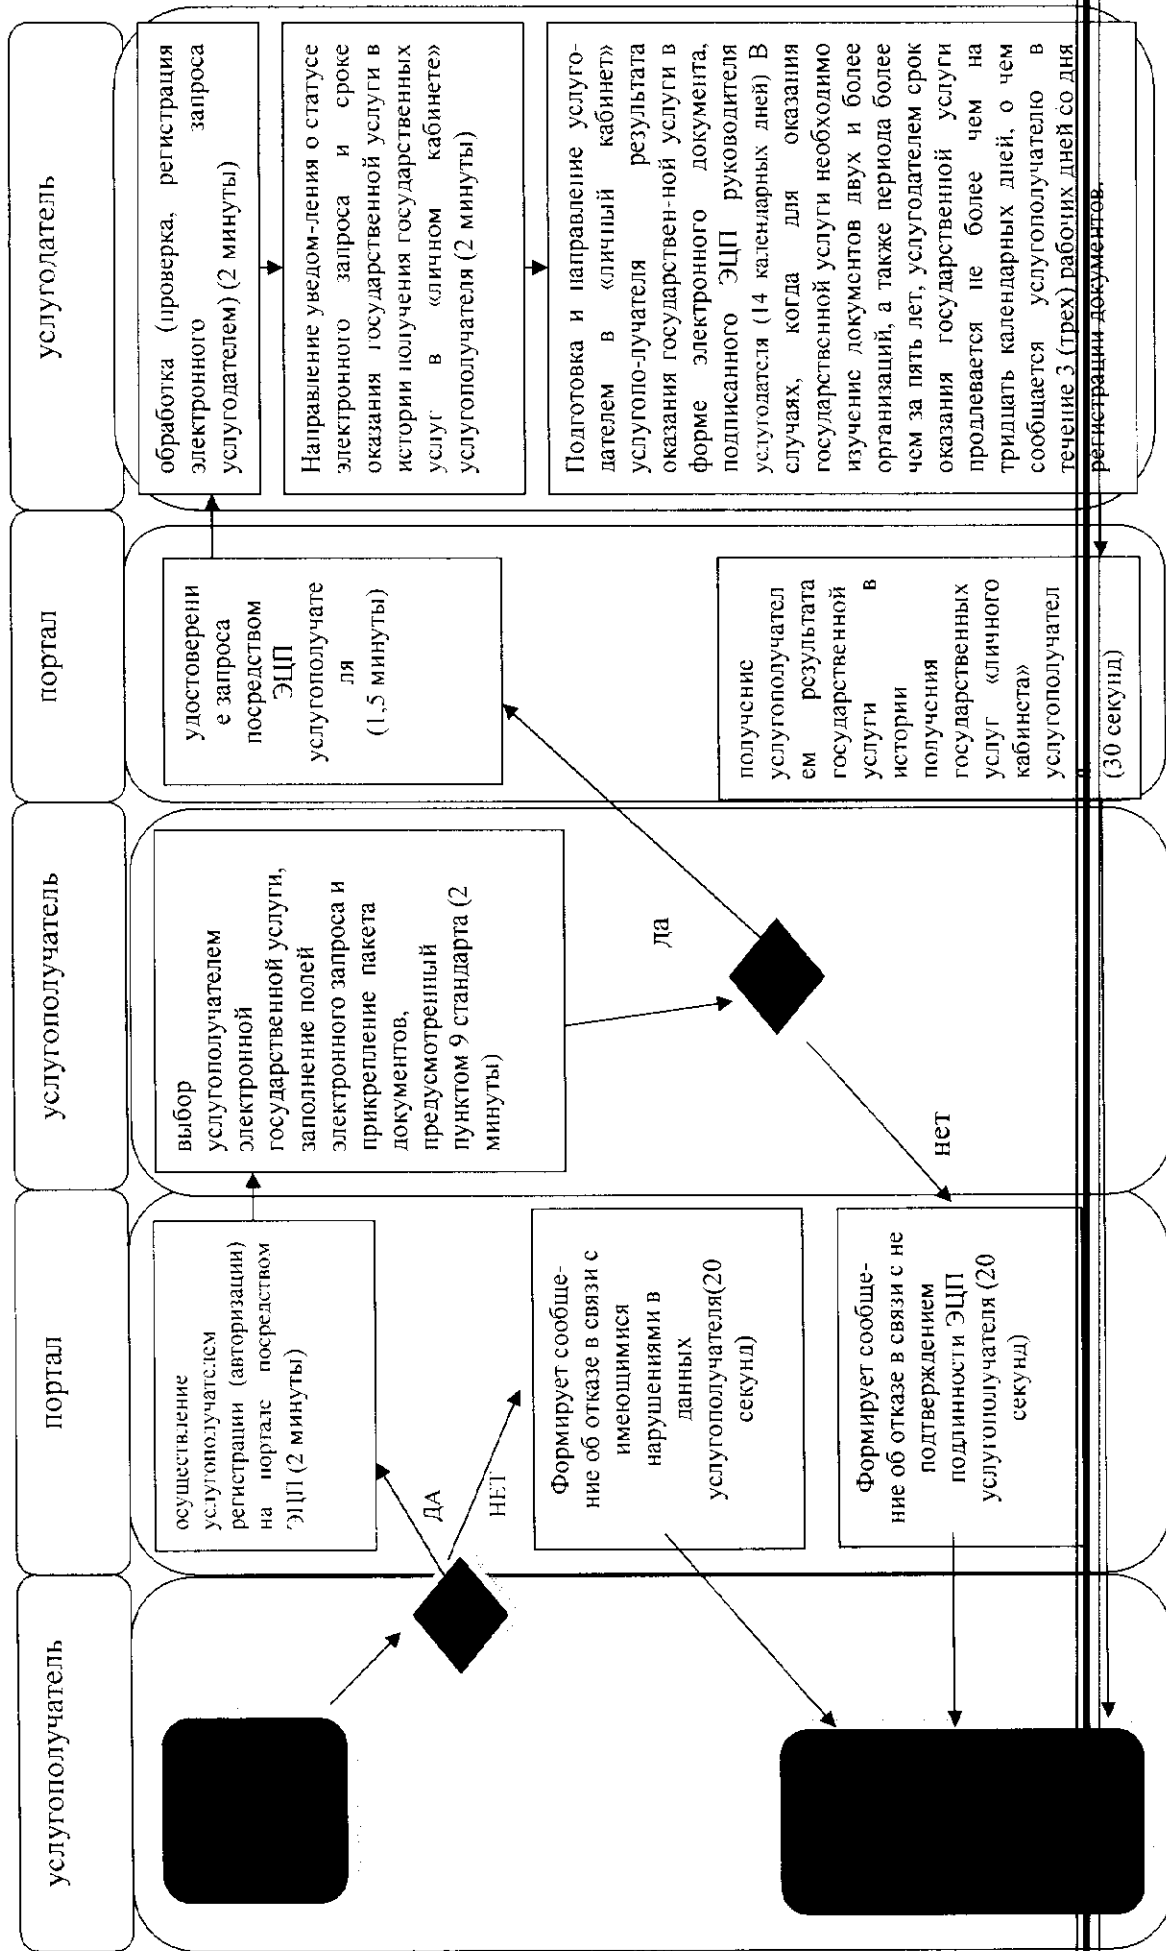 услугополучатель
портал
услугополучатель
портал
услугодатель
осуществление
услугополучателем
регистрации (авторизации)
на портале посредством
ЭЦП (2 минуты)
ДА
НЕТ
Формирует сообще-
ние об отказе в связи с
имеющимися
нарушениями в
данных
услугополучателя(20
секунд)
Формирует сообще-
ние об отказе в связи с не
подтверждением
подлинности ЭЦП
услугополучателя (20
секунд)
выбор
услугополучателем
электронной
государственной услуги,
заполнение полей
электронного запроса и
прикрепление пакета
документов,
предусмотренный
пунктом 9 стандарта (2
минуты)
да
нет
удостоверени
е запроса
посредством
ЭЦП
услугополучате
ля
(1,5 минуты)
получение
услугополучател
ем результата
государственной
услуги в
истории
получения
государственных
услуг «личного
кабинета»
услугополучател
я
(30 секунд)
обработка (проверка, регистрация
электронного запроса
услугодателем) (2 минуты)
Направление уведом-ления о статусе
электронного запроса и сроке
оказания государственной услуги в
истории получения государственных
услуг в «личном кабинете»
услугополучателя (2 минуты)
Подготовка и направление услуго-
дателем в «личный кабинет»
услугопо-лучателя результата
оказания государствен-ной услуги в
форме электронного документа,
подписанного ЭЦП руководителя
услугодателя (14 календарных дней) В
случаях, когда для оказания
государственной услуги необходимо
изучение документов двух и более
организаций, а также периода более
чем за пять лет, услугодателем срок
оказания государственной услуги
продлевается не более чем на
тридцать календарных дней, о чем
сообщается услугополучателю в
течение 3 (трех) рабочих дней со дня
регистрации документов.